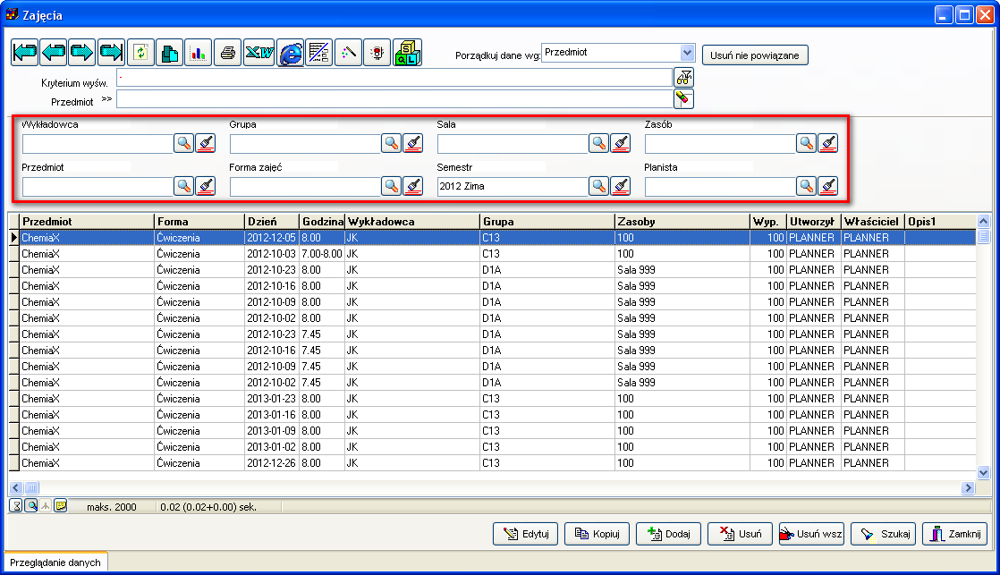 Zajęcia
Porządkuj dane wg: Przedmiot Usuń nie powiązane
Kryterium wyśw.
Przedmiot >>
Wykładowca Grupa Sala Zasób
Przedmiot Forma zajęć Semestr Planista
2012 Zima
Przedmiot Forma Dzień Godzina Wykładowca Grupa Zasoby Wyp. Utworzył Właściciel Opis1
ChemiaX Ćwiczenia 2012-12-05 8.00 JK C13 100 100 PLANNER PLANNER
ChemiaX Ćwiczenia 2012-10-03 7.00-8.00 JK C13 100 100 PLANNER PLANNER
ChemiaX Ćwiczenia 2012-10-23 8.00 JK D1A Sala 999 100 PLANNER PLANNER
ChemiaX Ćwiczenia 2012-10-16 8.00 JK D1A Sala 999 100 PLANNER PLANNER
ChemiaX Ćwiczenia 2012-10-09 8.00 JK D1A Sala 999 100 PLANNER PLANNER
ChemiaX Ćwiczenia 2012-10-02 8.00 JK D1A Sala 999 100 PLANNER PLANNER
ChemiaX Ćwiczenia 2012-10-23 7.45 JK D1A Sala 999 100 PLANNER PLANNER
ChemiaX Ćwiczenia 2012-10-16 7.45 JK D1A Sala 999 100 PLANNER PLANNER
ChemiaX Ćwiczenia 2012-10-09 7.45 JK D1A Sala 999 100 PLANNER PLANNER
ChemiaX Ćwiczenia 2012-10-02 7.45 JK D1A Sala 999 100 PLANNER PLANNER
ChemiaX Ćwiczenia 2013-01-23 8.00 JK C13 100 100 PLANNER PLANNER
ChemiaX Ćwiczenia 2013-01-16 8.00 JK C13 100 100 PLANNER PLANNER
ChemiaX Ćwiczenia 2013-01-09 8.00 JK C13 100 100 PLANNER PLANNER
ChemiaX Ćwiczenia 2013-01-02 8.00 JK C13 100 100 PLANNER PLANNER
ChemiaX Ćwiczenia 2012-12-26 8.00 JK C13 100 100 PLANNER PLANNER
maks. 2000 0.02 (0.02+0.00) sek.
Edytuj Kopiuj Dodaj Usuń Usuń wsz Szukaj Zamknij
Przeglądanie danych